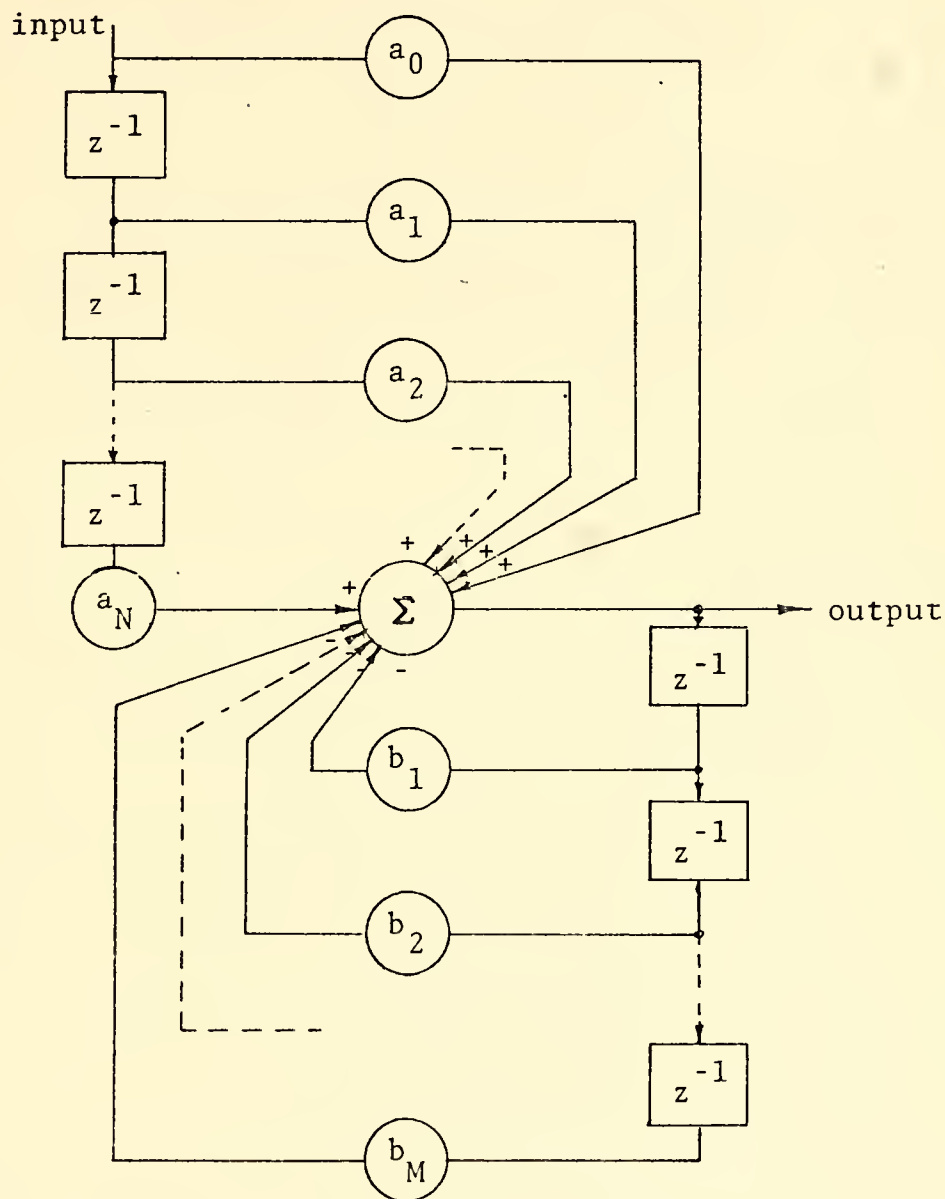 input
a0
z-1
a1
z-1
a2
z-1
+ + + +
+
aN
Σ
output
- - - -
z-1
b1
z-1
b2
z-1
bM